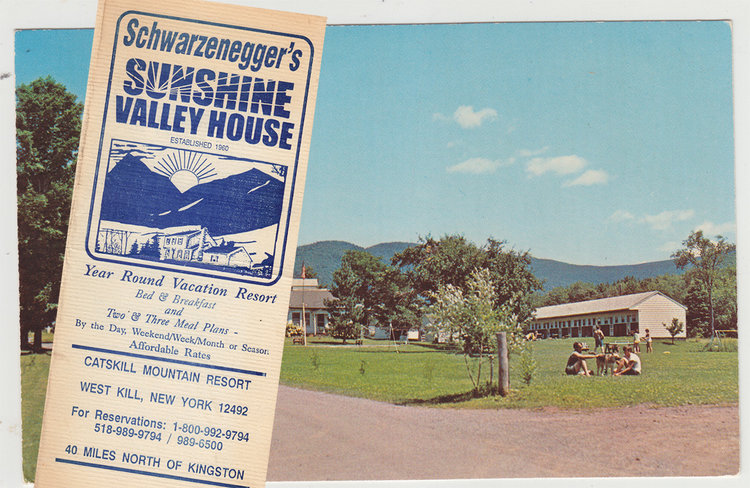 Schwarzenegger's
SUNSHINE
VALLEY HOUSE
ESTABLISHED 1960
Year Round Vacation Resort
Bed & Breakfast
and
Two & Three Meal Plans -
By the Day, Weekend/Week/Month or Season
Affordable Rates
CATSKILL MOUNTAIN RESORT
WEST KILL, NEW YORK 12492
For Reservations: 1-800-992-9794
518-989-9794 / 989-6500
40 MILES NORTH OF KINGSTON